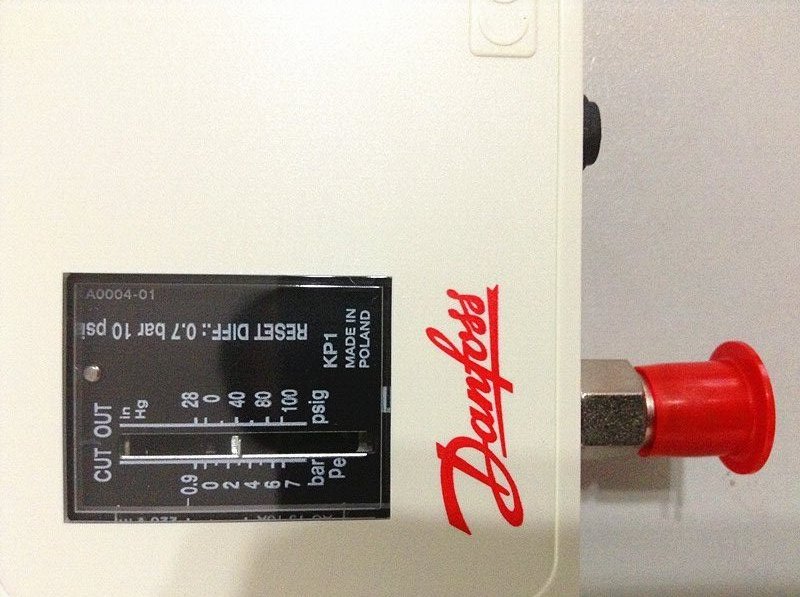 A0004-01
RESET DIFF.: 0.7 bar 10 psi
KP1
MADE IN
POLAND
CUT OUT
in
Hg
28
0
40
80
100
psig
0.9
0
2
4
6
7
bar
Pe
Danfoss